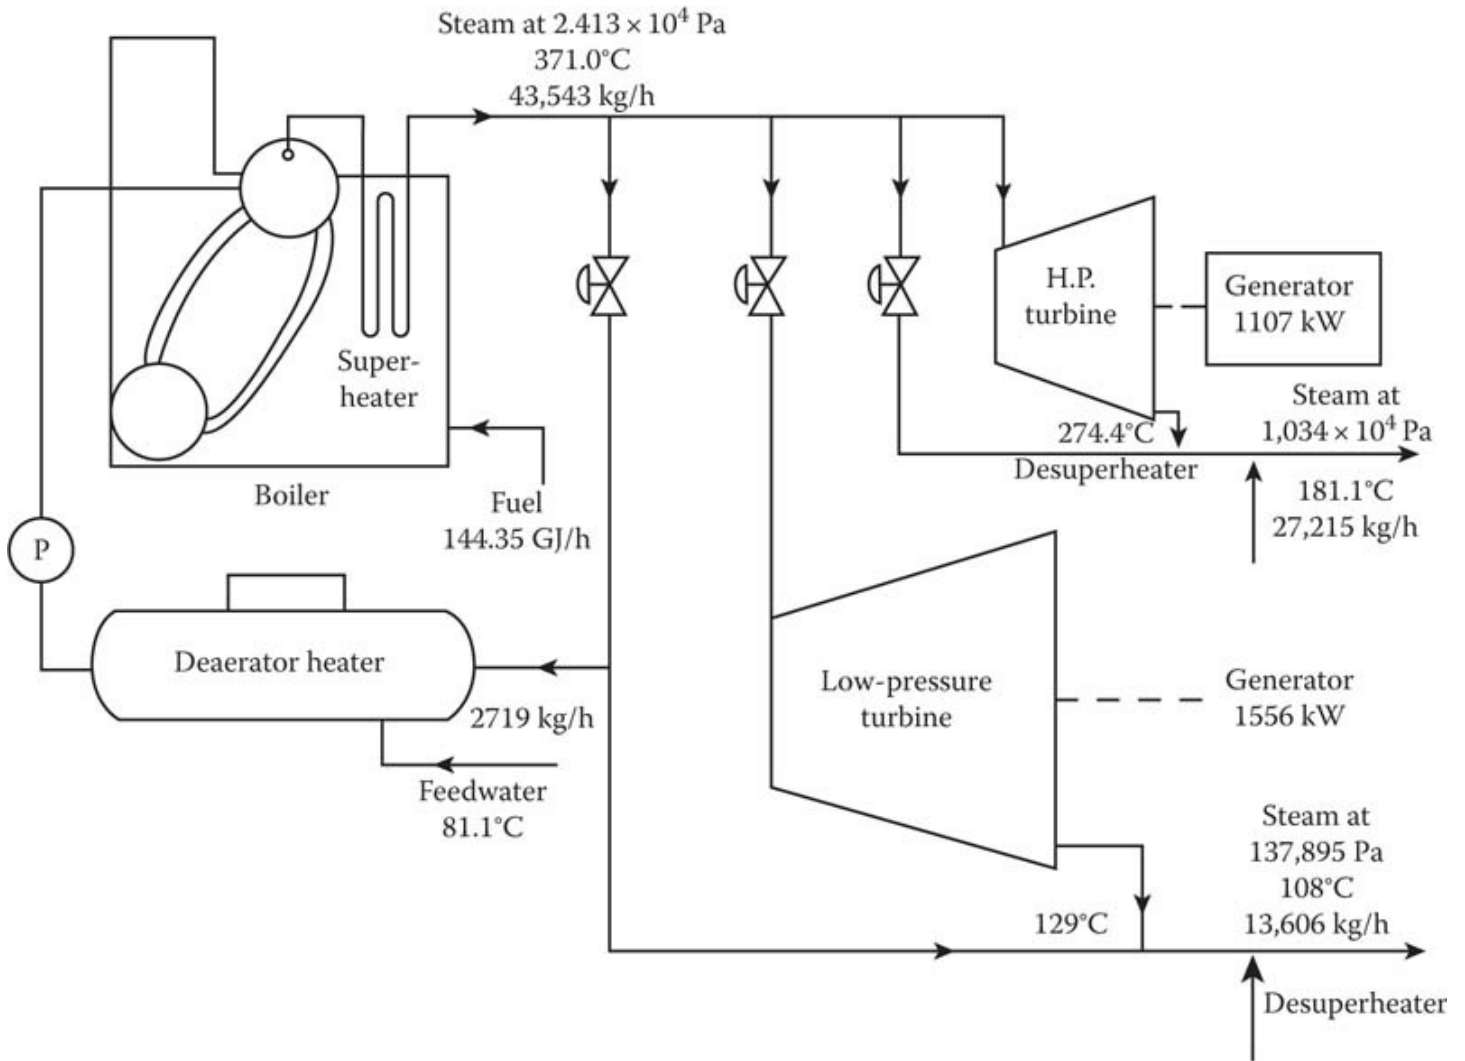 Steam at 2.413 × 10⁴ Pa
371.0°C
43,543 kg/h
Super-
heater
Boiler
Fuel
144.35 GJ/h
P
H.P.
turbine
Generator
1107 kW
274.4°C
Desuperheater
Steam at
1,034 × 10⁴ Pa
181.1°C
27,215 kg/h
Deaerator heater
2719 kg/h
Feedwater
81.1°C
Low-pressure
turbine
Generator
1556 kW
129°C
Steam at
137,895 Pa
108°C
13,606 kg/h
Desuperheater